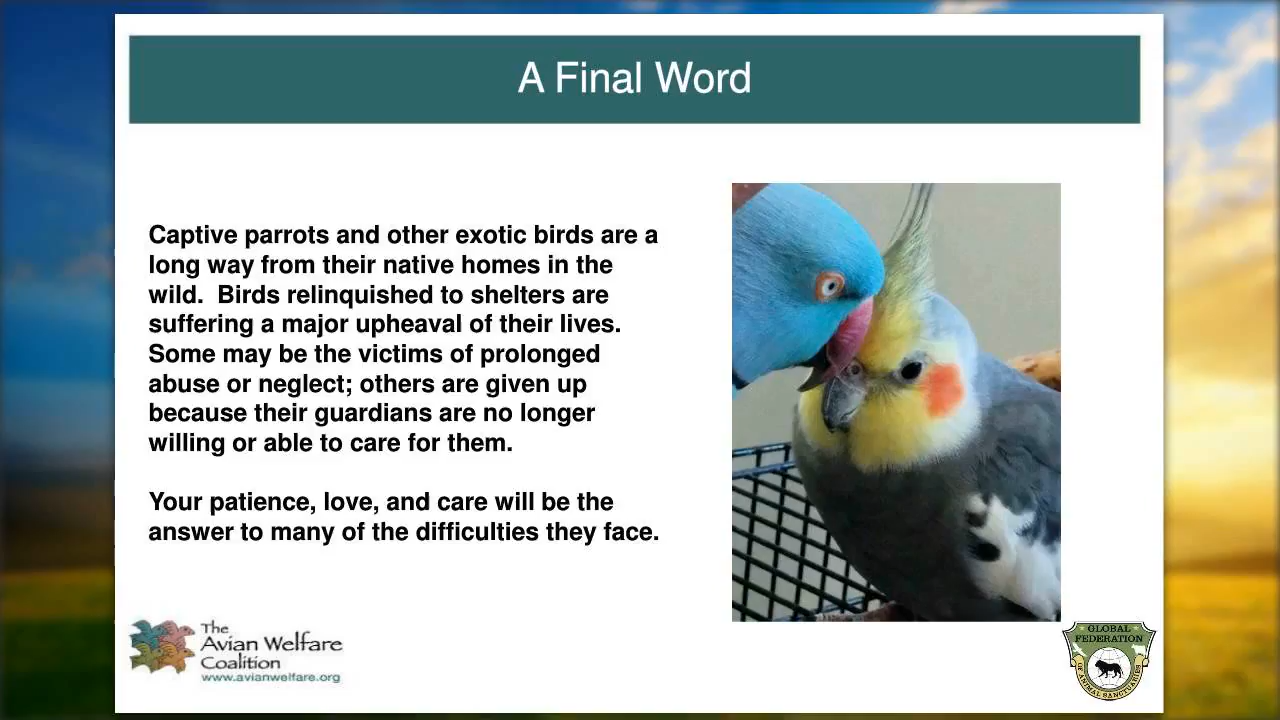 A Final Word
Captive parrots and other exotic birds are a
long way from their native homes in the
wild.  Birds relinquished to shelters are
suffering a major upheaval of their lives.
Some may be the victims of prolonged
abuse or neglect; others are given up
because their guardians are no longer
willing or able to care for them.
Your patience, love, and care will be the
answer to many of the difficulties they face.
The
Avian Welfare
Coalition
www.avianwelfare.org
GLOBAL
FEDERATION
OF ANIMAL SANCTUARIES